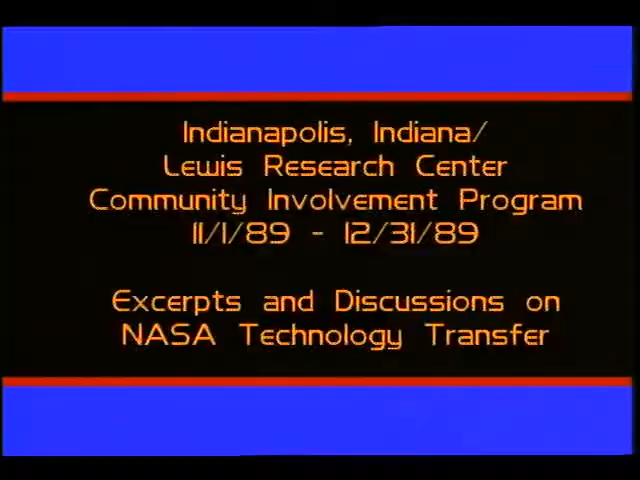 Indianapolis, Indiana/
Lewis Research Center
Community Involvement Program
11/1/89 - 12/31/89
Excerpts and Discussions on
NASA Technology Transfer